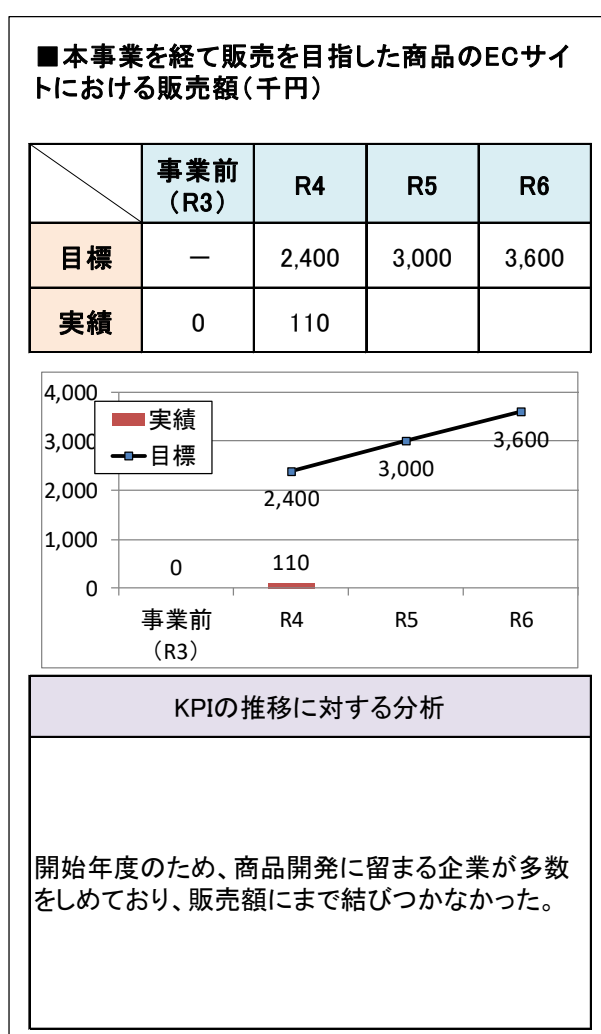 ■本事業を経て販売を目指した商品のECサイ
トにおける販売額(千円)
事業前
(R3)
R4
R5
R6
目標
－
2,400
3,000
3,600
実績
0
110
4,000
3,000
2,000
1,000
0
実績
目標
0
110
2,400
3,000
3,600
事業前
(R3)
R4
R5
R6
KPIの推移に対する分析
開始年度のため、商品開発に留まる企業が多数
をしめており、販売額にまで結びつかなかった。